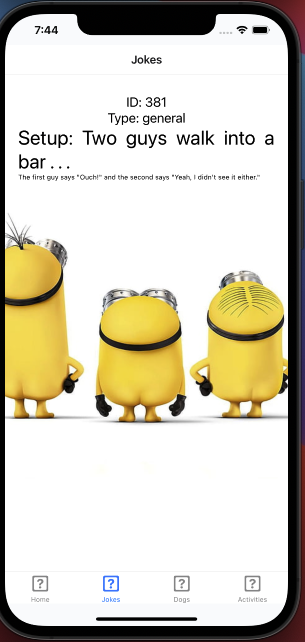 7:44
Jokes
ID: 381
Type: general
Setup: Two guys walk into a
bar . . .
The first guy says "Ouch!" and the second says "Yeah, I didn't see it either."
?
?
?
?
Home
Jokes
Dogs
Activities